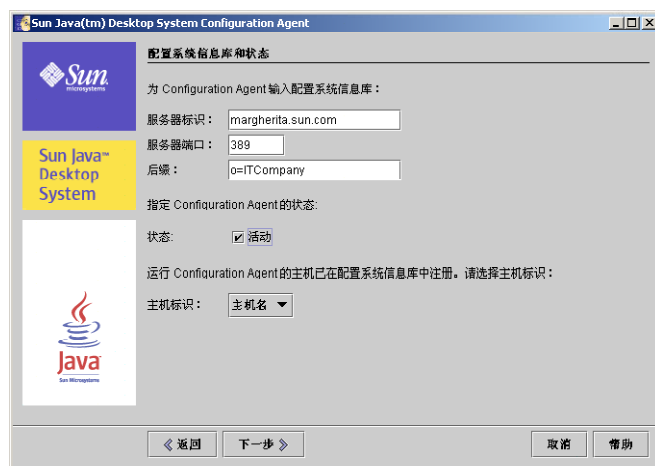 Sun Java(tm) Desktop System Configuration Agent
Sun
microsystems
Sun Java™
Desktop
System
Java
Sun Microsystems
配置系统信息库和状态
为 Configuration Agent 输入配置系统信息库：
服务器标识： margherita.sun.com
服务器端口： 389
后缀： o=ITCompany
指定 Configuration Agent 的状态:
状态: 活动
运行 Configuration Agent 的主机已在配置系统信息库中注册。请选择主机标识：
主机标识： 主机名
返回 下一步 取消 帮助